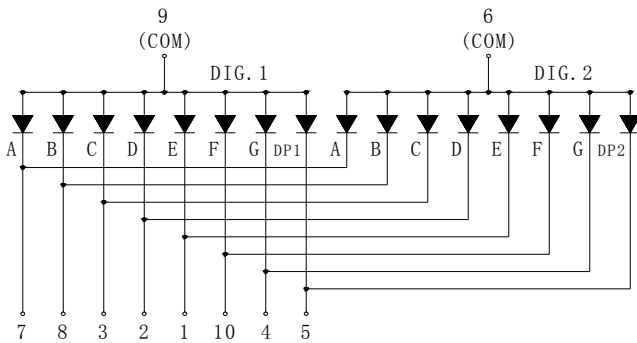 9 6
(COM) (COM)
DIG.1 DIG.2
A B C D E F G DP1 A B C D E F G DP2
7 8 3 2 1 10 4 5